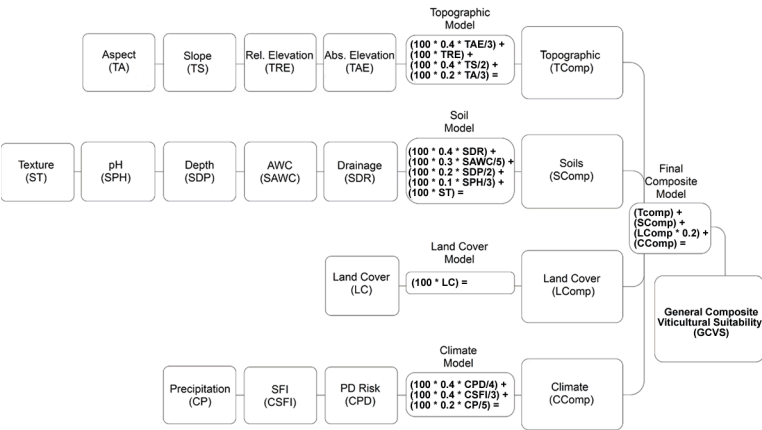 Topographic
Model
Aspect
(TA)
Slope
(TS)
Rel. Elevation
(TRE)
Abs. Elevation
(TAE)
(100 * 0.4 * TAE/3) +
(100 * TRE) +
(100 * 0.4 * TS/2) +
(100 * 0.2 * TA/3) =
Topographic
(TComp)
Soil
Model
Texture
(ST)
pH
(SPH)
Depth
(SDP)
AWC
(SAWC)
Drainage
(SDR)
(100 * 0.4 * SDR) +
(100 * 0.3 * SAWC/5) +
(100 * 0.2 * SDP/2) +
(100 * 0.1 * SPH/3) +
(100 * ST) =
Soils
(SComp)
Final
Composite
Model
(Tcomp) +
(SComp) +
(LComp * 0.2) +
(CComp) =
Land Cover
Model
Land Cover
(LC)
(100 * LC) =
Land Cover
(LComp)
General Composite
Viticultural Suitability
(GCVS)
Climate
Model
Precipitation
(CP)
SFI
(CSFI)
PD Risk
(CPD)
(100 * 0.4 * CPD/4) +
(100 * 0.4 * CSFI/3) +
(100 * 0.2 * CP/5) =
Climate
(CComp)